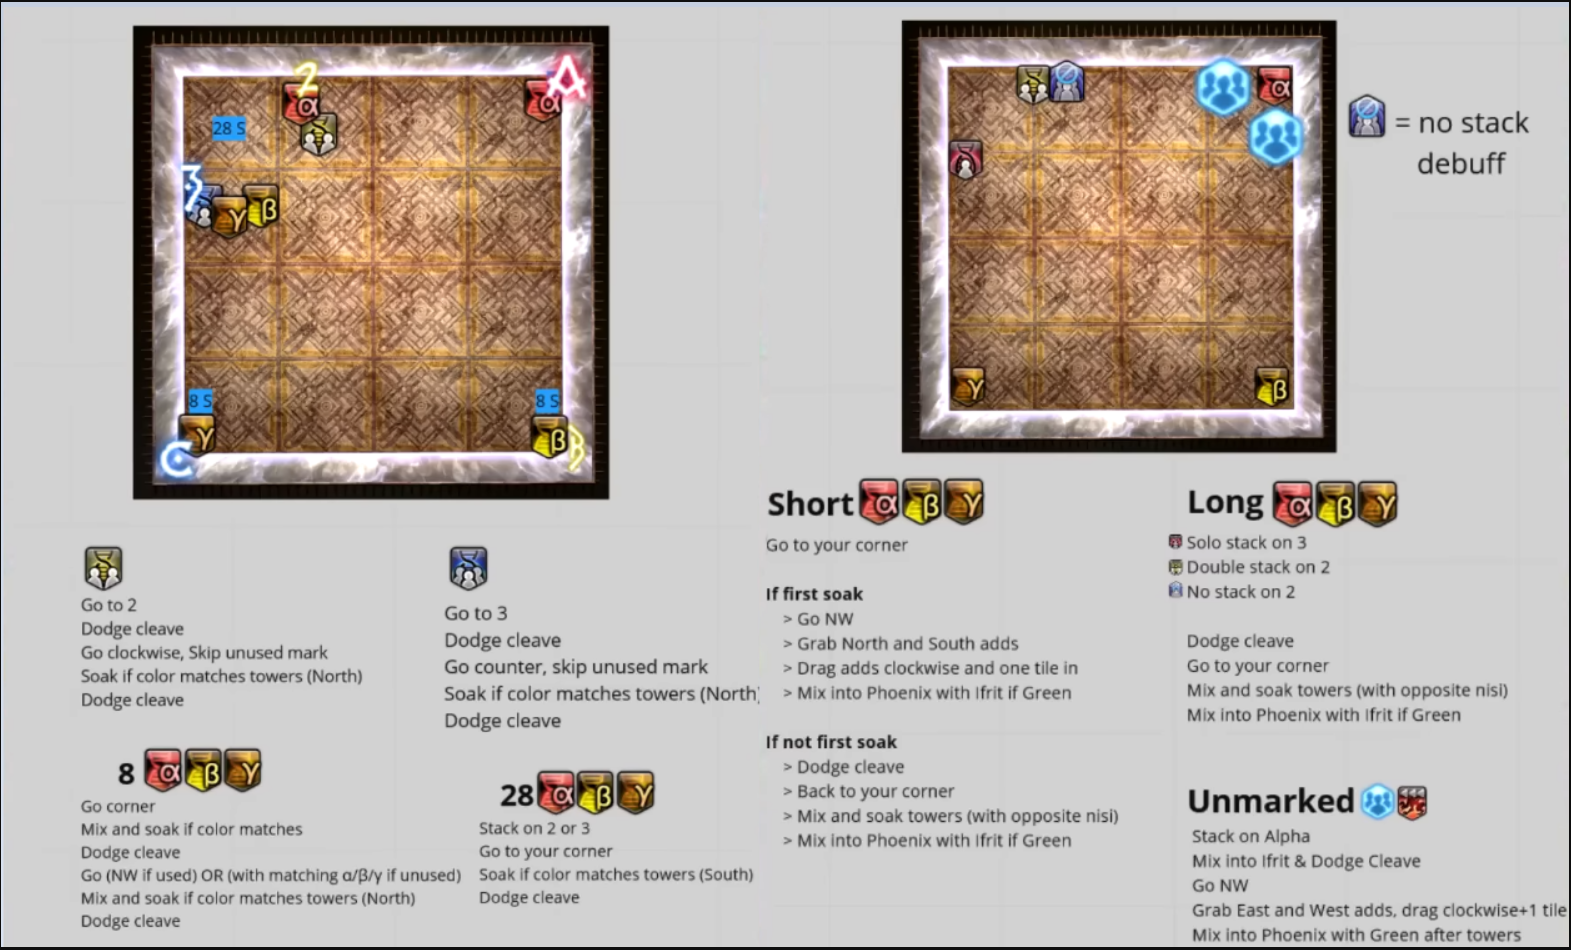 2
α
A
α
28 S
3
γ
β
8 S
8 S
γ
β
C
B
Go to 2
Dodge cleave
Go clockwise, Skip unused mark
Soak if color matches towers (North)
Dodge cleave
Go to 3
Dodge cleave
Go counter, skip unused mark
Soak if color matches towers (North)
Dodge cleave
8 α β γ
Go corner
Mix and soak if color matches
Dodge cleave
Go (NW if used) OR (with matching α/β/γ if unused)
Mix and soak if color matches towers (North)
Dodge cleave
28 α β γ
Stack on 2 or 3
Go to your corner
Soak if color matches towers (South)
Dodge cleave
α
γ
β
= no stack
debuff
Short α β γ
Go to your corner
If first soak
> Go NW
> Grab North and South adds
> Drag adds clockwise and one tile in
> Mix into Phoenix with Ifrit if Green
If not first soak
> Dodge cleave
> Back to your corner
> Mix and soak towers (with opposite nisi)
> Mix into Phoenix with Ifrit if Green
Long α β γ
Solo stack on 3
Double stack on 2
No stack on 2
Dodge cleave
Go to your corner
Mix and soak towers (with opposite nisi)
Mix into Phoenix with Ifrit if Green
Unmarked
Stack on Alpha
Mix into Ifrit & Dodge Cleave
Go NW
Grab East and West adds, drag clockwise+1 tile
Mix into Phoenix with Green after towers